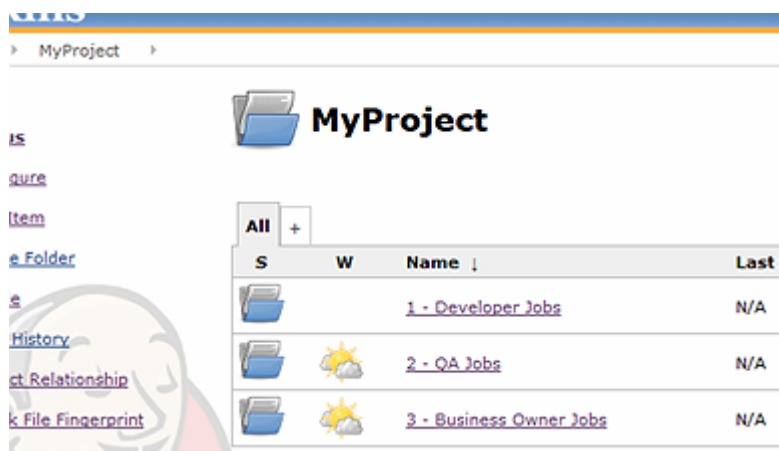 MyProject
MyProject
Item
e Folder
History
ct Relationship
k File Fingerprint
All +
S W Name ↓ Last
1 - Developer Jobs N/A
2 - QA Jobs N/A
3 - Business Owner Jobs N/A